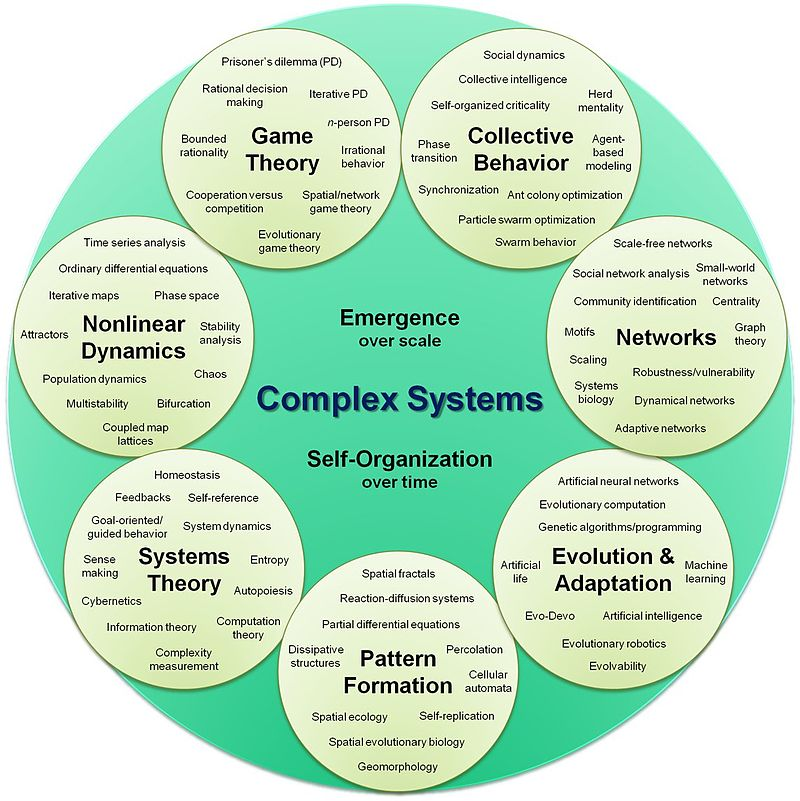 Prisoner's dilemma (PD)
Rational decision
making
Iterative PD
n-person PD
Bounded
rationality
Game
Theory
Irrational
behavior
Cooperation versus
competition
Spatial/network
game theory
Evolutionary
game theory
Social dynamics
Collective intelligence
Self-organized criticality
Herd
mentality
Phase
transition
Collective
Behavior
Agent-
based
modeling
Synchronization
Ant colony optimization
Particle swarm optimization
Swarm behavior
Time series analysis
Ordinary differential equations
Iterative maps
Phase space
Attractors
Nonlinear
Dynamics
Stability
analysis
Population dynamics
Chaos
Multistability
Bifurcation
Coupled map
lattices
Emergence
over scale
Complex Systems
Self-Organization
over time
Scale-free networks
Social network analysis
Small-world
networks
Community identification
Centrality
Motifs
Networks
Graph
theory
Scaling
Robustness/vulnerability
Systems
biology
Dynamical networks
Adaptive networks
Homeostasis
Feedbacks
Self-reference
Goal-oriented/
guided behavior
System dynamics
Sense
making
Systems
Theory
Entropy
Autopoiesis
Cybernetics
Information theory
Computation
theory
Complexity
measurement
Spatial fractals
Reaction-diffusion systems
Partial differential equations
Dissipative
structures
Pattern
Formation
Percolation
Cellular
automata
Spatial ecology
Self-replication
Spatial evolutionary biology
Geomorphology
Artificial neural networks
Evolutionary computation
Genetic algorithms/programming
Artificial
life
Evolution &
Adaptation
Machine
learning
Evo-Devo
Artificial intelligence
Evolutionary robotics
Evolvability